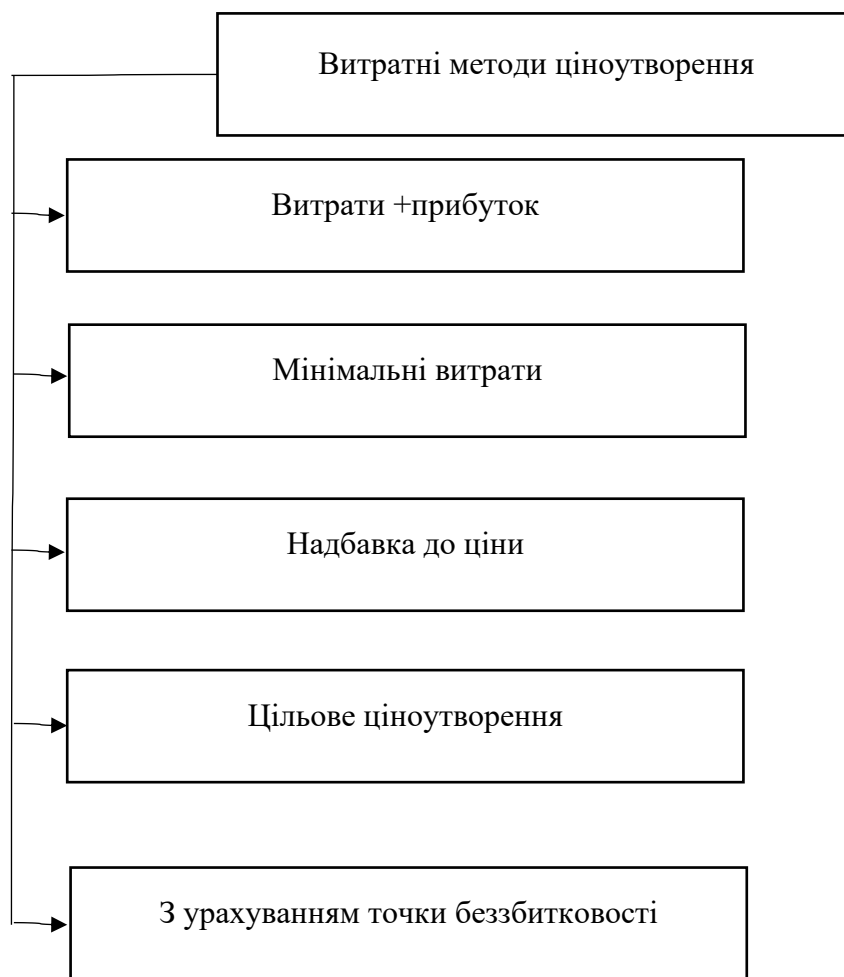 Витратні методи ціноутворення
Витрати +прибуток
Мінімальні витрати
Надбавка до ціни
Цільове ціноутворення
З урахуванням точки беззбитковості